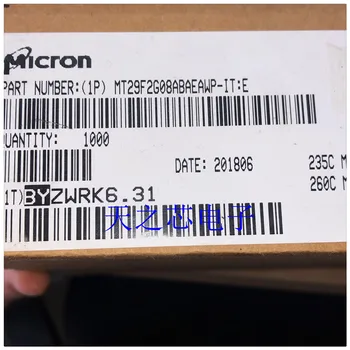 Micron
PART NUMBER:(1P) MT29F2G08ABAEAWP-IT:E
QUANTITY: 1000
DATE: 201806
235C M
260C M
1T)BYZWRK6.31
天之芯电子